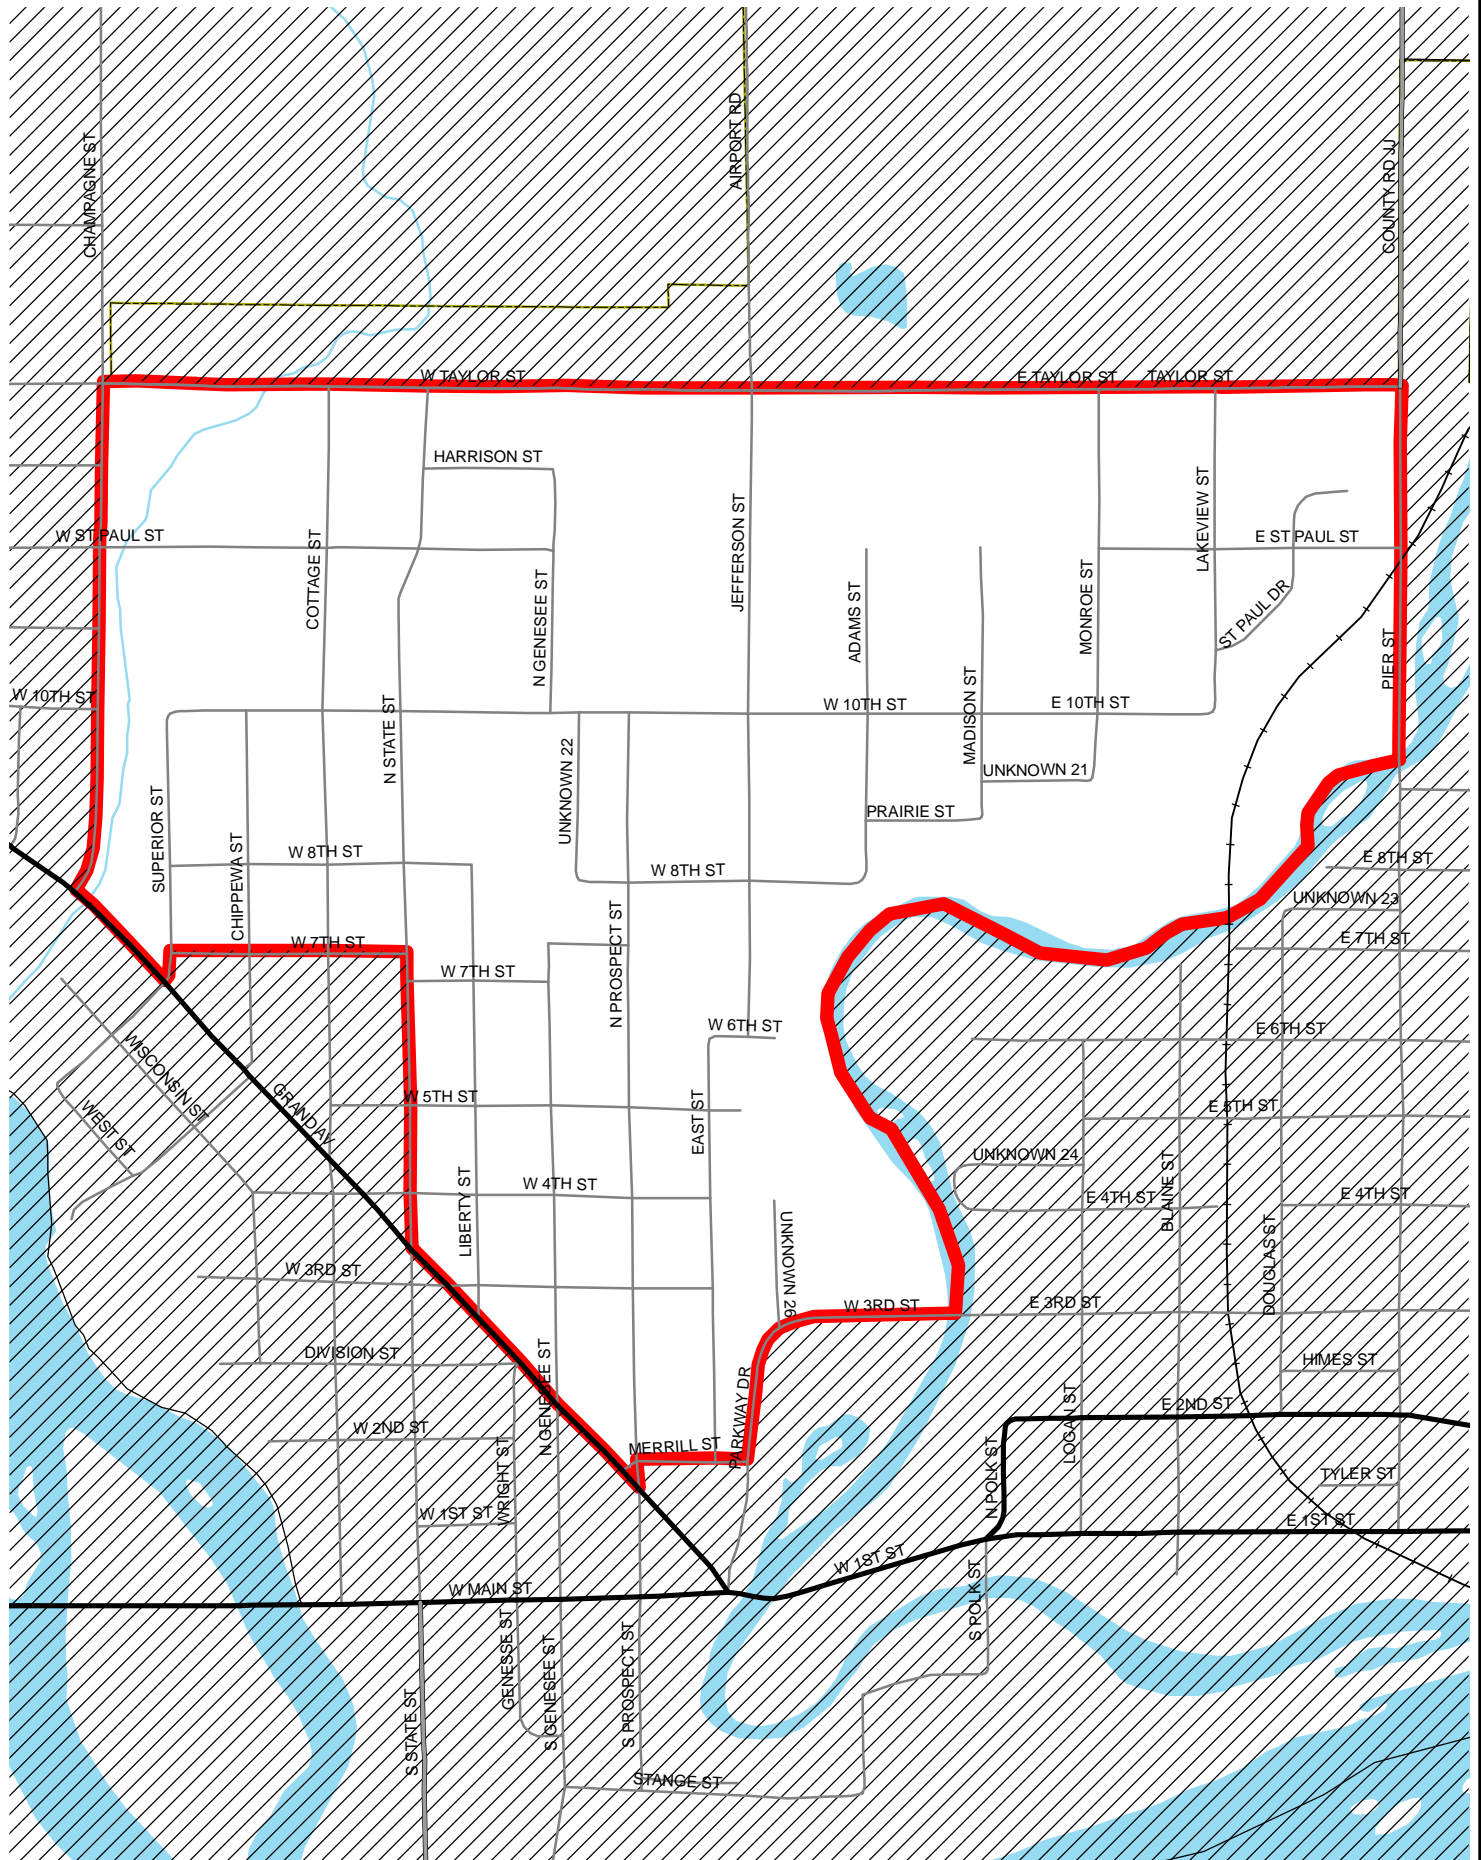 CHAMPAGNE ST
AIRPORT RD
COUNTY RD JJ
W TAYLOR ST
E TAYLOR ST
TAYLOR ST
HARRISON ST
W ST PAUL ST
COTTAGE ST
N GENESEE ST
JEFFERSON ST
ADAMS ST
MONROE ST
LAKEVIEW ST
E ST PAUL ST
ST PAUL DR
PIER ST
W 10TH ST
N STATE ST
W 10TH ST
MADISON ST
E 10TH ST
UNKNOWN 22
UNKNOWN 21
PRAIRIE ST
SUPERIOR ST
CHIPPEWA ST
W 8TH ST
W 8TH ST
E 8TH ST
UNKNOWN 23
W 7TH ST
W 7TH ST
N PROSPECT ST
E 7TH ST
W 6TH ST
E 6TH ST
WISCONSIN ST
WEST ST
GRAND AV
W 5TH ST
EAST ST
E 5TH ST
UNKNOWN 24
LIBERTY ST
W 4TH ST
E 4TH ST
BLAINE ST
E 4TH ST
UNKNOWN 26
DOUGLAS ST
W 3RD ST
W 3RD ST
E 3RD ST
DIVISION ST
N GENESEE ST
PARKWAY DR
HIMES ST
LOGAN ST
E 2ND ST
W 2ND ST
MERRILL ST
WRIGHT ST
N POLK ST
TYLER ST
W 1ST ST
E 1ST ST
W 1ST ST
W MAIN ST
S POLK ST
GENESSE ST
S GENESEE ST
S PROSPECT ST
S STATE ST
STANGE ST